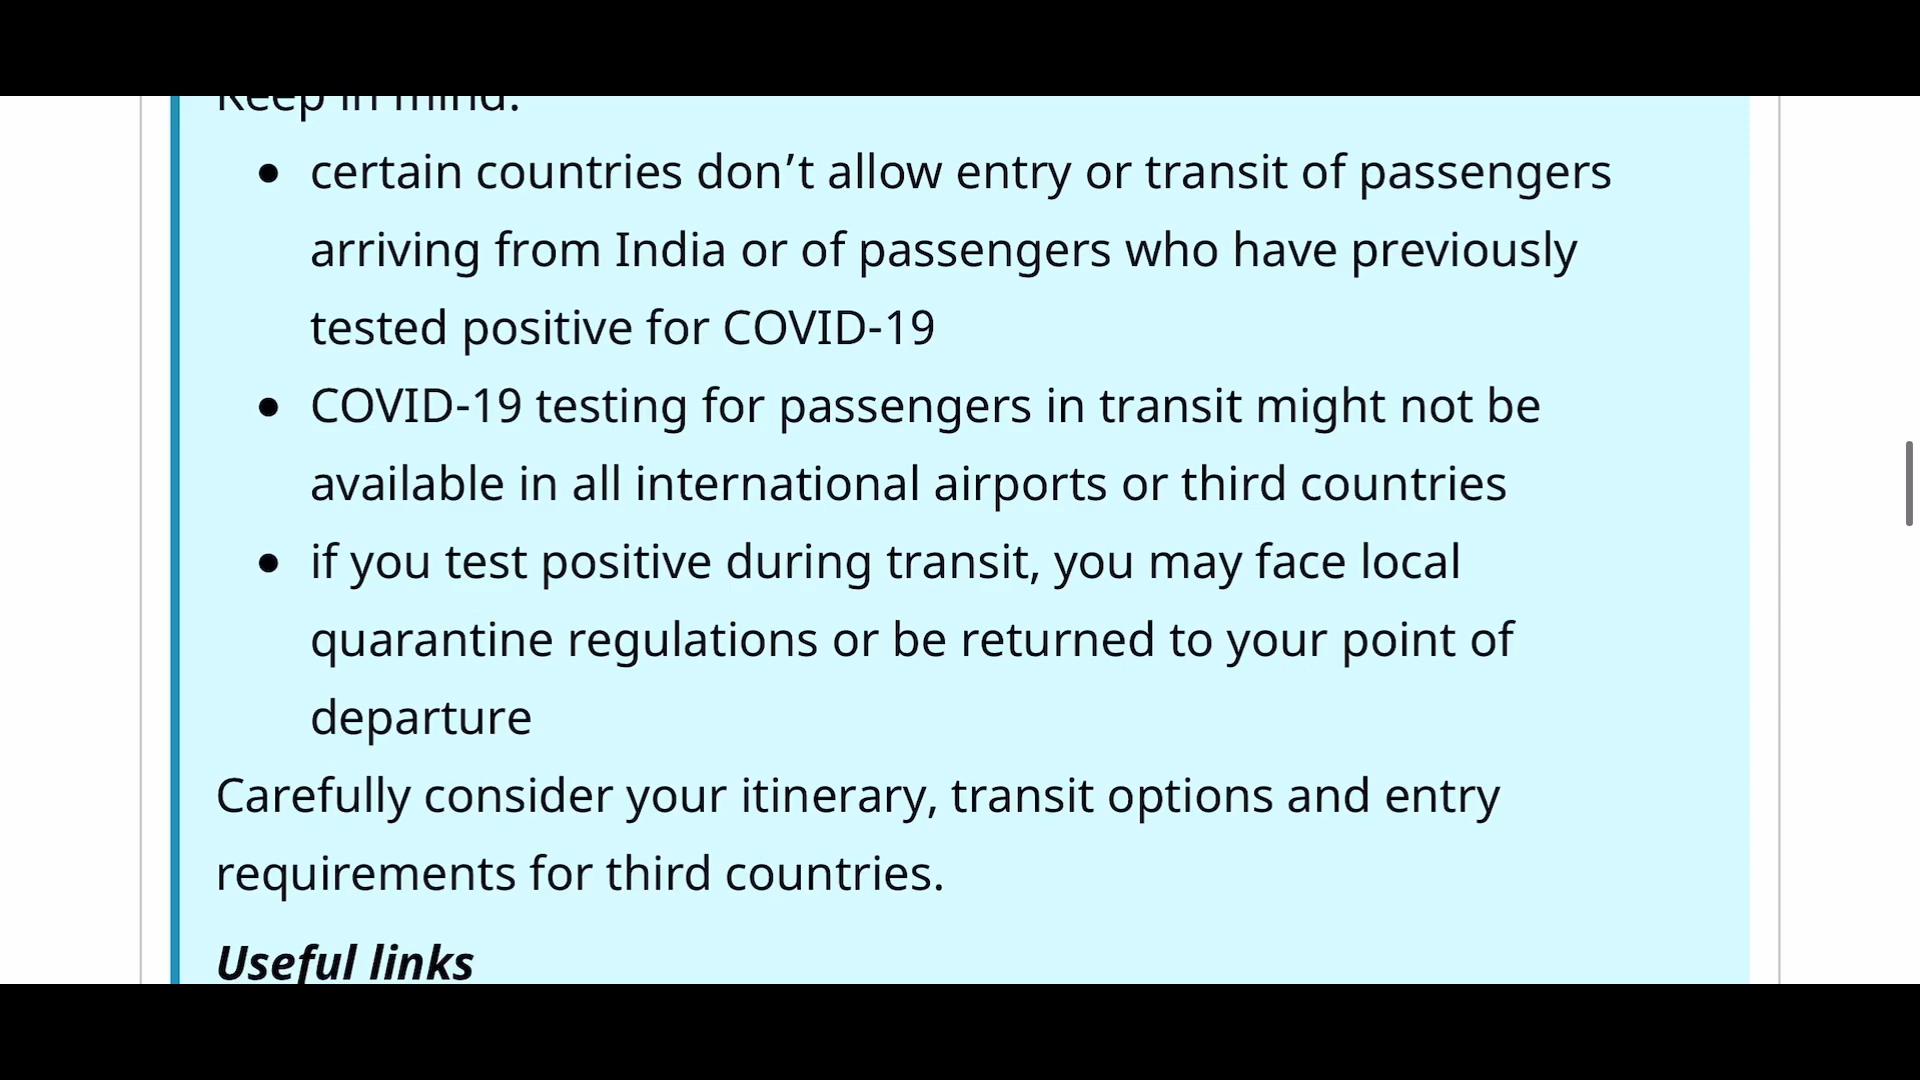 Keep in mind:
• certain countries don’t allow entry or transit of passengers
arriving from India or of passengers who have previously
tested positive for COVID-19
• COVID-19 testing for passengers in transit might not be
available in all international airports or third countries
• if you test positive during transit, you may face local
quarantine regulations or be returned to your point of
departure
Carefully consider your itinerary, transit options and entry
requirements for third countries.
Useful links